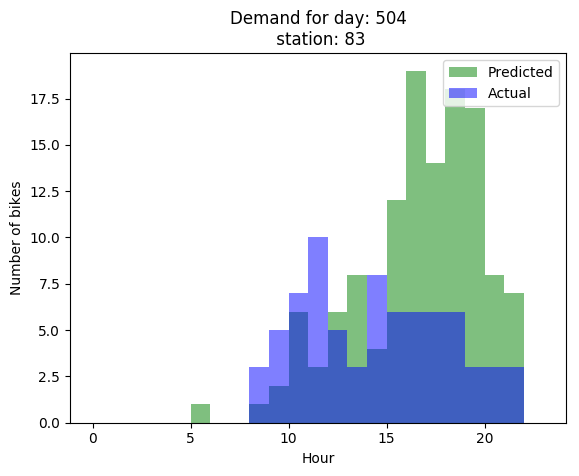 Demand for day: 504
station: 83
Predicted
Actual
Number of bikes
17.5
15.0
12.5
10.0
7.5
5.0
2.5
0.0
0
5
10
15
20
Hour